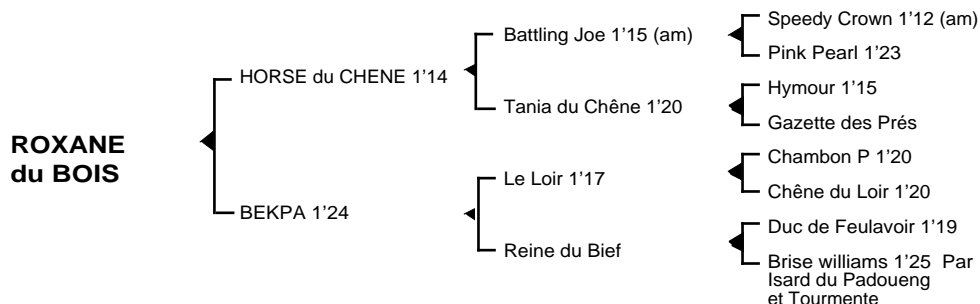 Speedy Crown 1’12 (am)
Battling Joe 1’15 (am)
Pink Pearl 1’23
HORSE du CHENE 1’14
Hymour 1’15
Tania du Chêne 1’20
Gazette des Prés
ROXANE
du BOIS
Chambon P 1’20
Le Loir 1’17
Chêne du Loir 1’20
BEKPA 1’24
Duc de Feulavoir 1’19
Reine du Bief
Brise williams 1’25 Par
Isard du Padoueng
et Tourmente